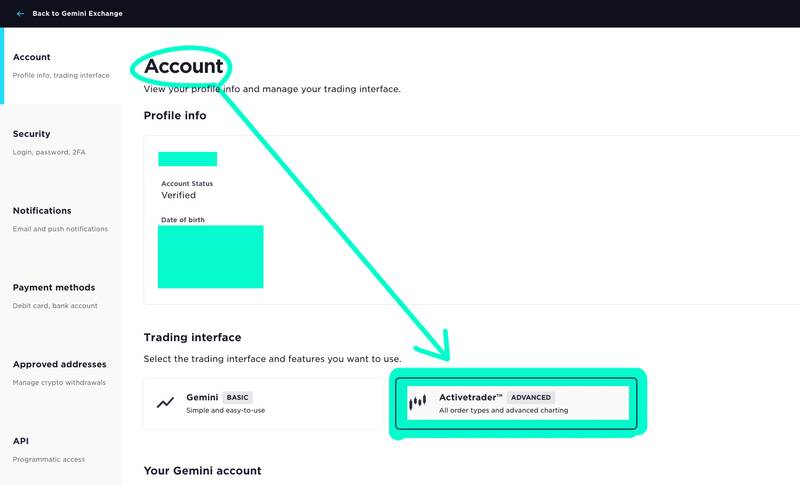 ← Back to Gemini Exchange
Account
Profile info, trading interface
Security
Login, password, 2FA
Notifications
Email and push notifications
Payment methods
Debit card, bank account
Approved addresses
Manage crypto withdrawals
API
Programmatic access
Account
View your profile info and manage your trading interface.
Profile info
Account Status
Verified
Date of birth
Trading interface
Select the trading interface and features you want to use.
Gemini BASIC
Simple and easy-to-use
Activetrader™ ADVANCED
All order types and advanced charting
Your Gemini account